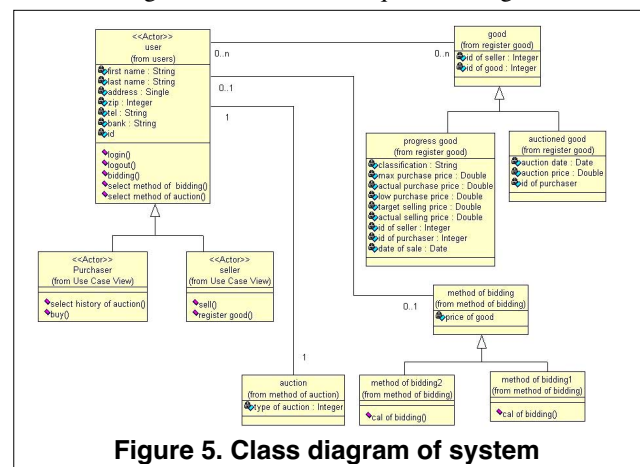 <<Actor>>
user
(from users)
first name : String
last name : String
address : Single
zip : Integer
tel : String
bank : String
id
login()
logout()
bidding()
select method of bidding()
select method of auction()
0..n
0..n
0..1
1
good
(from register good)
id of seller : Integer
id of good : Integer
progress good
(from register good)
classification : String
max purchase price : Double
actual purchase price : Double
low purchase price : Double
target selling price : Double
actual selling price : Double
id of seller : Integer
id of purchaser : Integer
date of sale : Date
auctioned good
(from register good)
auction date : Date
auction price : Double
id of purchaser
<<Actor>>
Purchaser
(from Use Case View)
select history of auction()
buy()
<<Actor>>
seller
(from Use Case View)
sell()
register good()
0..1
method of bidding
(from method of bidding)
price of good
1
auction
(from method of auction)
type of auction : Integer
method of bidding2
(from method of bidding)
cal of bidding()
method of bidding1
(from method of bidding)
cal of bidding()
Figure 5. Class diagram of system